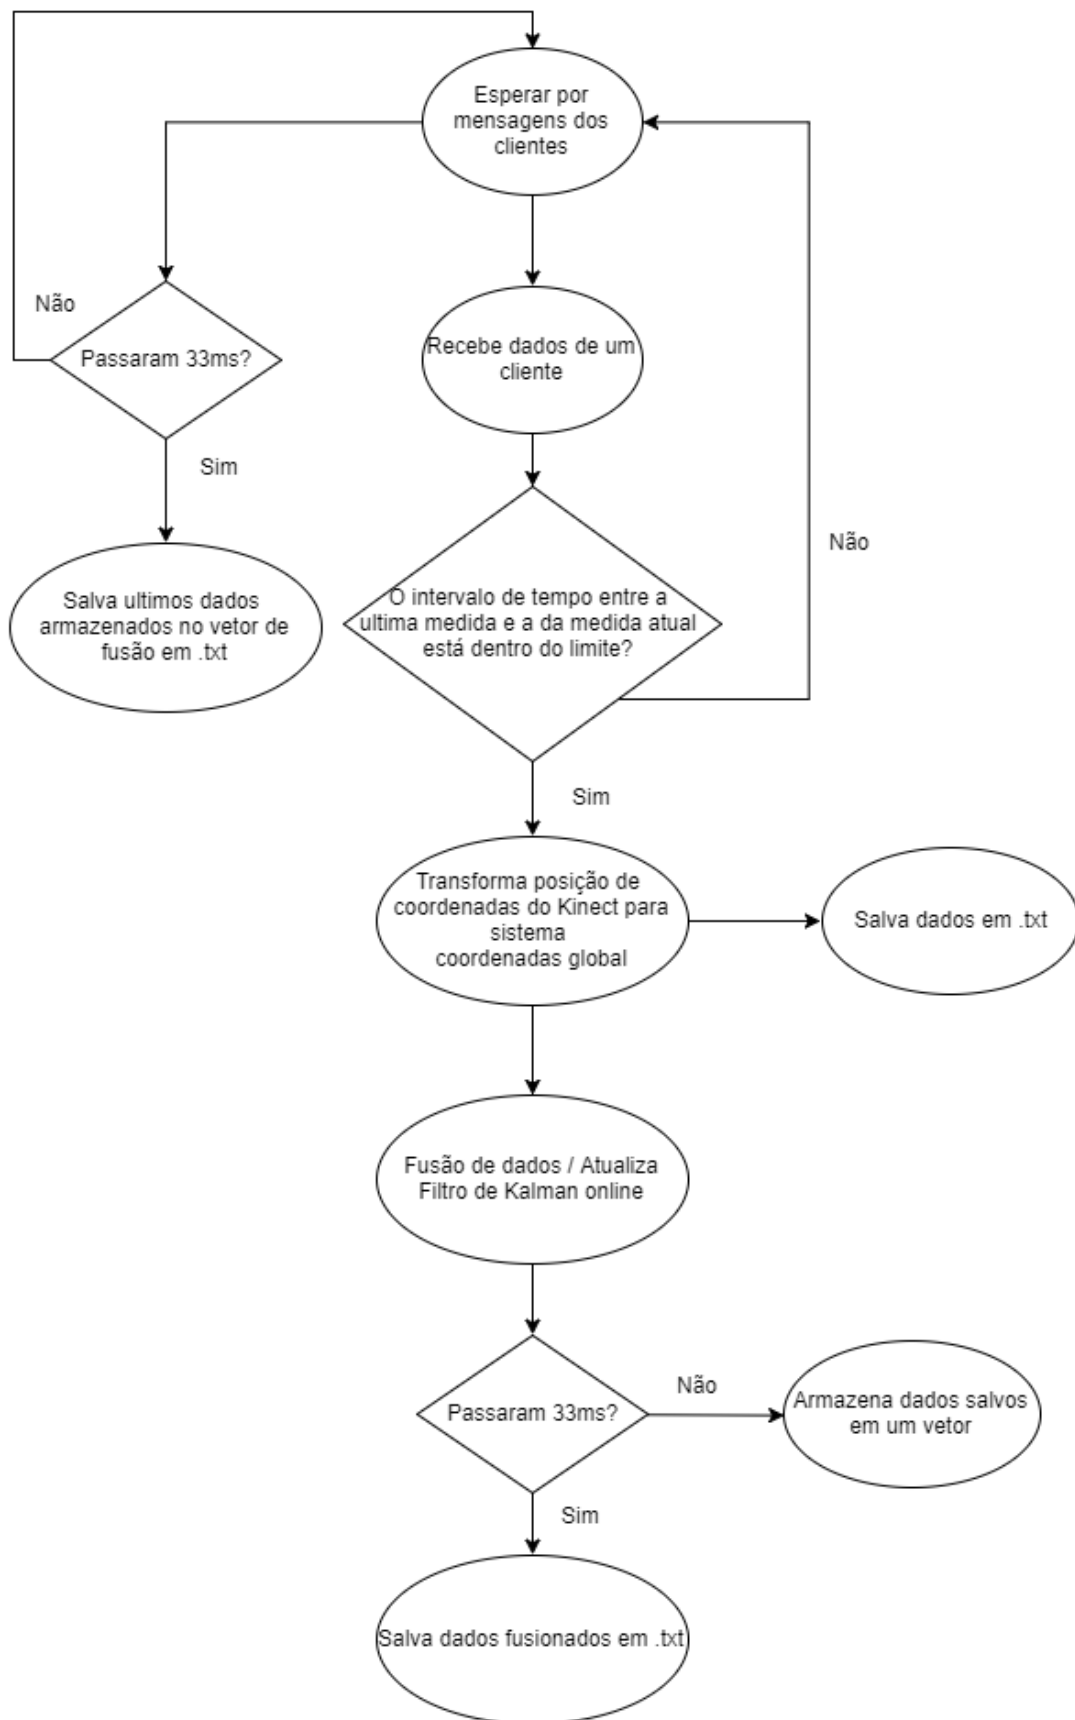 Esperar por
mensagens dos
clientes
Não
Passaram 33ms?
Recebe dados de um
cliente
Sim
Não
O intervalo de tempo entre a
ultima medida e a da medida atual
está dentro do limite?
Salva ultimos dados
armazenados no vetor de
fusão em .txt
Sim
Transforma posição de
coordenadas do Kinect para
sistema
coordenadas global
Salva dados em .txt
Fusão de dados / Atualiza
Filtro de Kalman online
Passaram 33ms?
Não
Armazena dados salvos
em um vetor
Sim
Salva dados fusionados em .txt